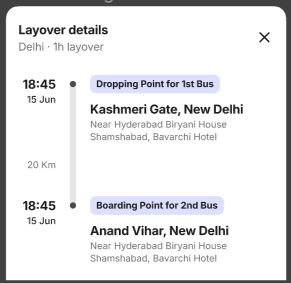 Layover details
Delhi · 1h layover
18:45
15 Jun
Dropping Point for 1st Bus
Kashmeri Gate, New Delhi
Near Hyderabad Biryani House
Shamshabad, Bavarchi Hotel
20 Km
18:45
15 Jun
Boarding Point for 2nd Bus
Anand Vihar, New Delhi
Near Hyderabad Biryani House
Shamshabad, Bavarchi Hotel